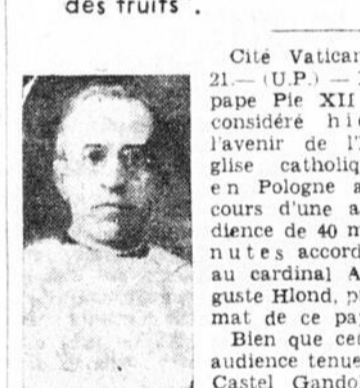 des fruits".
Cité Vatican
21.— (U.P.) —
pape Pie XII
considéré hi
l'avenir de l'
glise catholiq
en Pologne a
cours d'une a
dience de 40 m
nutes accord
au cardinal A
guste Hlond, p
mat de ce pa
Bien que ce
audience tenue
Castel Gando